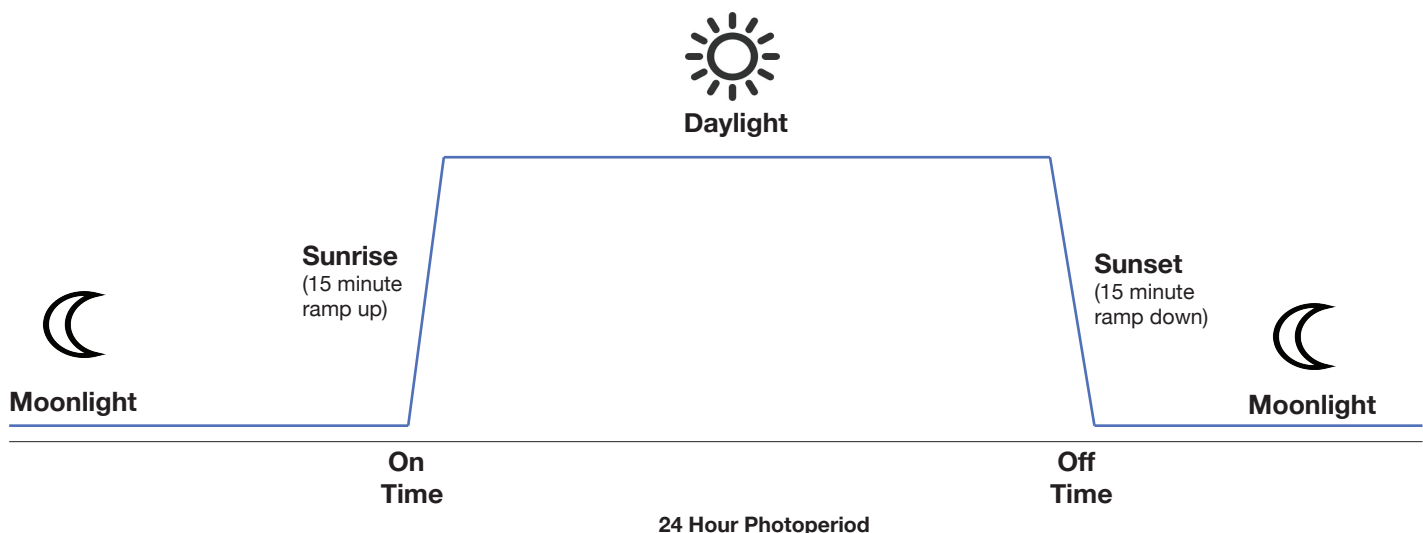 Daylight
Sunrise
(15 minute
ramp up)
Sunset
(15 minute
ramp down)
Moonlight
Moonlight
On
Time
Off
Time
24 Hour Photoperiod